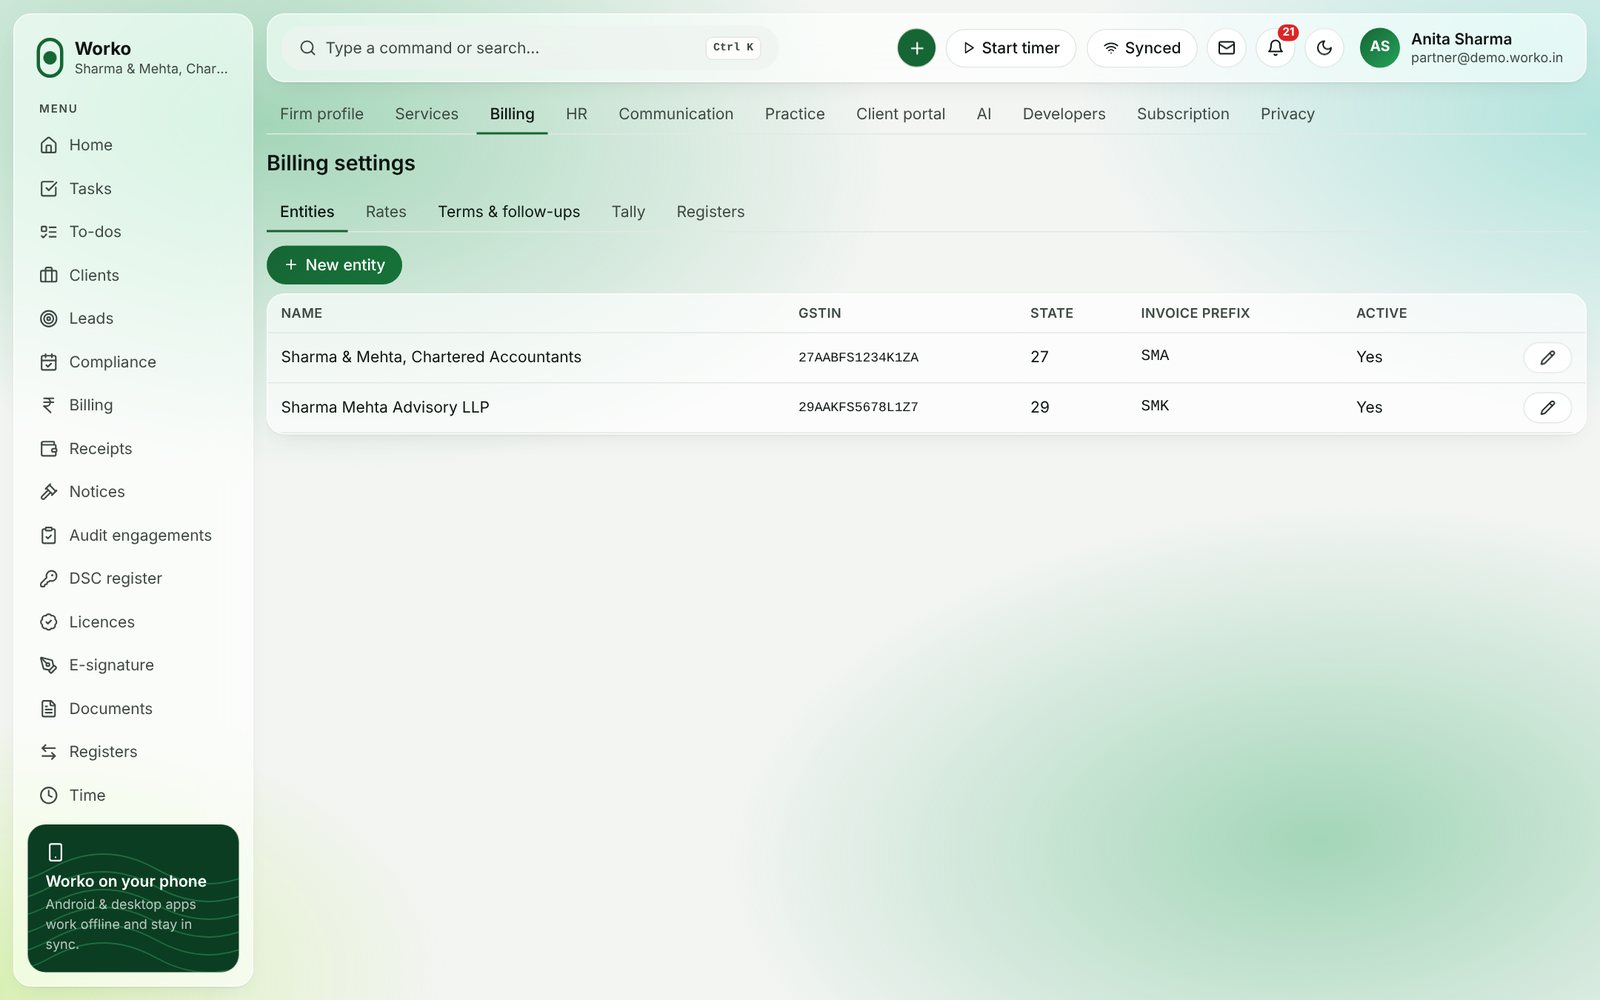 Worko
Sharma & Mehta, Char...
MENU
Home
Tasks
To-dos
Clients
Leads
Compliance
Billing
Receipts
Notices
Audit engagements
DSC register
Licences
E-signature
Documents
Registers
Time
Worko on your phone
Android & desktop apps
work offline and stay in
sync.
Type a command or search... Ctrl K
Start timer
Synced
21
AS
Anita Sharma
partner@demo.worko.in
Firm profile Services Billing HR Communication Practice Client portal AI Developers Subscription Privacy
Billing settings
Entities Rates Terms & follow-ups Tally Registers
+ New entity
NAME GSTIN STATE INVOICE PREFIX ACTIVE
Sharma & Mehta, Chartered Accountants 27AABFS1234K1ZA 27 SMA Yes
Sharma Mehta Advisory LLP 29AAKFS5678L1Z7 29 SMK Yes